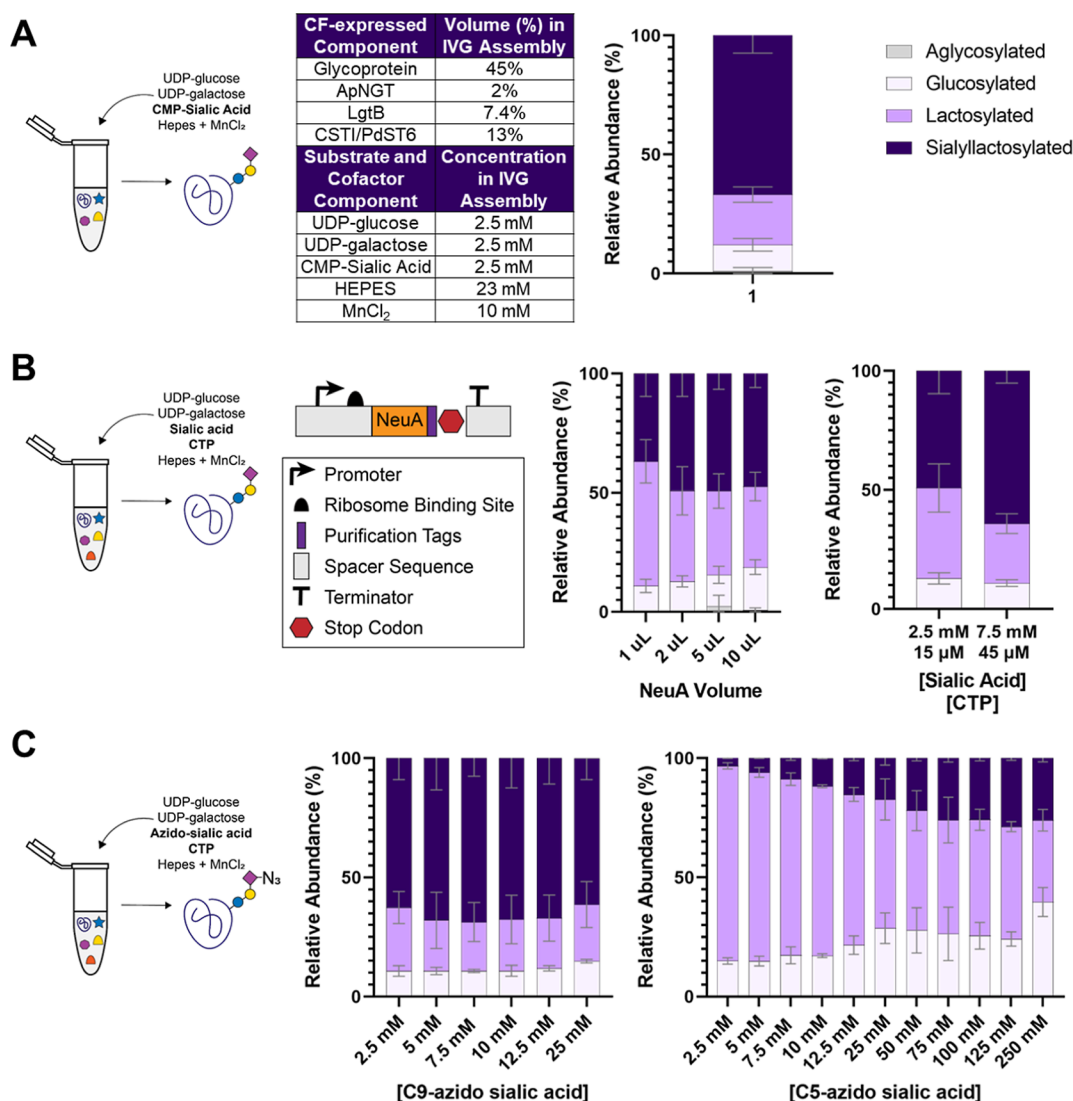 A
UDP-glucose
UDP-galactose
CMP-Sialic Acid
Hepes + MnCl₂
CF-expressed Component Volume (%) in IVG Assembly
Glycoprotein 45%
ApNGT 2%
LgtB 7.4%
CSTI/PdST6 13%
Substrate and Cofactor Component Concentration in IVG Assembly
UDP-glucose 2.5 mM
UDP-galactose 2.5 mM
CMP-Sialic Acid 2.5 mM
HEPES 23 mM
MnCl₂ 10 mM
Relative Abundance (%)
100
50
0
1
Aglycosylated
Glucosylated
Lactosylated
Sialyllactosylated
B
UDP-glucose
UDP-galactose
Sialic acid
CTP
Hepes + MnCl₂
NeuA
Promoter
Ribosome Binding Site
Purification Tags
Spacer Sequence
Terminator
Stop Codon
Relative Abundance (%)
100
50
0
1 uL 2 uL 5 uL 10 uL
NeuA Volume
Relative Abundance (%)
100
50
0
2.5 mM 7.5 mM
15 µM 45 µM
[Sialic Acid]
[CTP]
C
UDP-glucose
UDP-galactose
Azido-sialic acid
CTP
Hepes + MnCl₂
N₃
Relative Abundance (%)
100
50
0
2.5 mM 5 mM 7.5 mM 10 mM 12.5 mM 25 mM
[C9-azido sialic acid]
Relative Abundance (%)
100
50
0
2.5 mM 5 mM 7.5 mM 10 mM 12.5 mM 25 mM 50 mM 75 mM 100 mM 125 mM 250 mM
[C5-azido sialic acid]